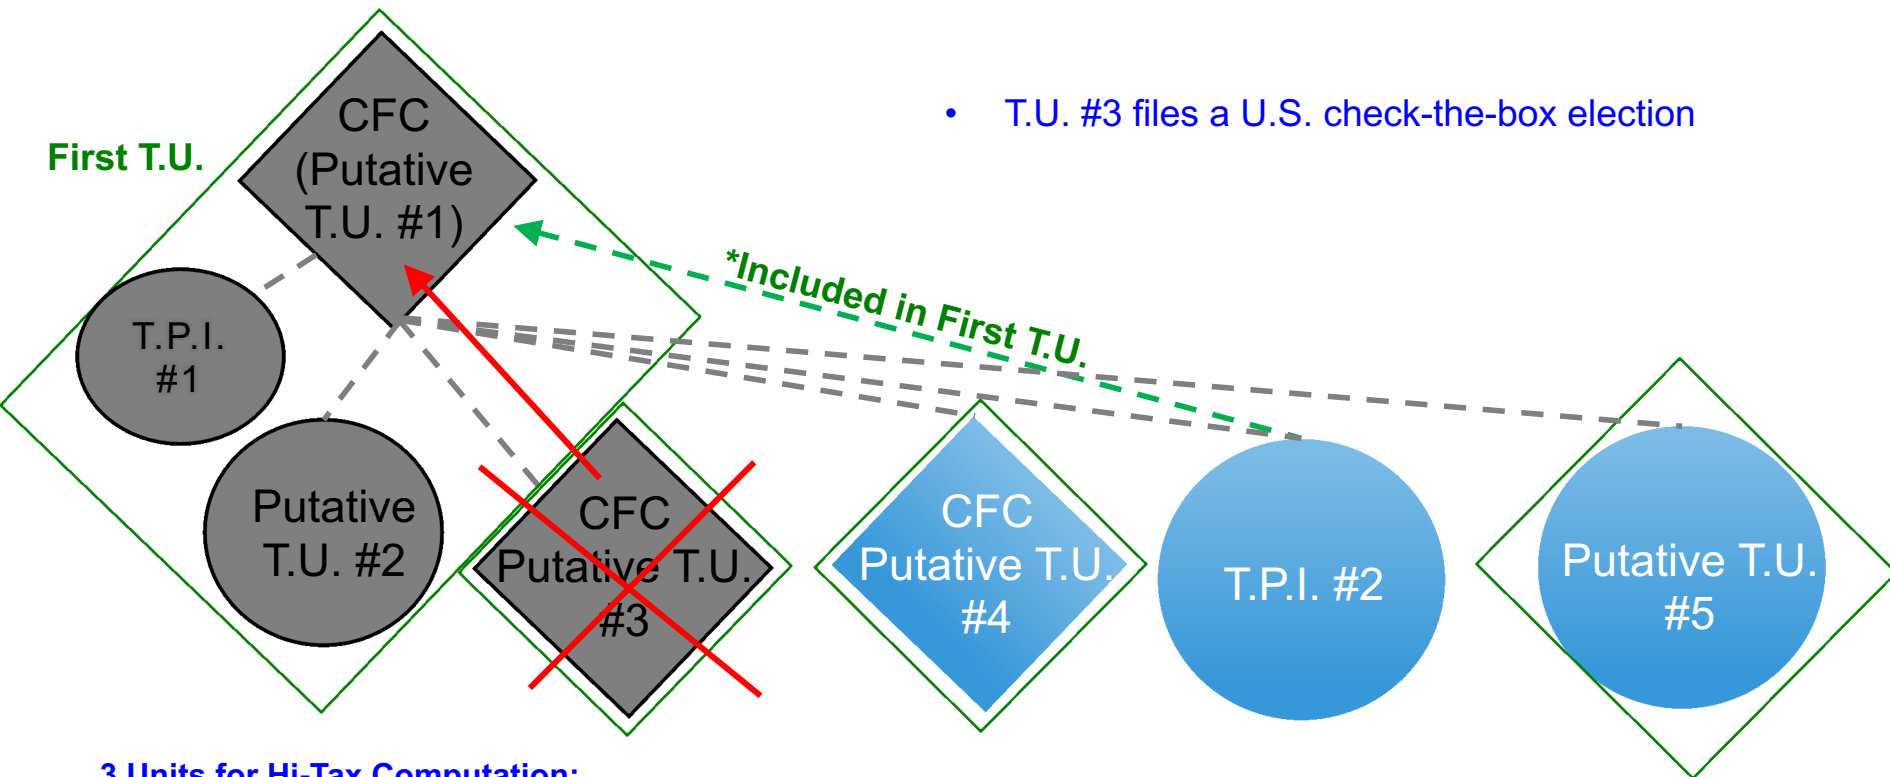 • T.U. #3 files a U.S. check-the-box election
First T.U.
CFC
(Putative
T.U. #1)
*Included in First T.U.
T.P.I.
#1
Putative
T.U. #2
CFC
Putative T.U.
#3
CFC
Putative T.U.
#4
T.P.I. #2
Putative T.U.
#5
3 Units for Hi-Tax Computation: